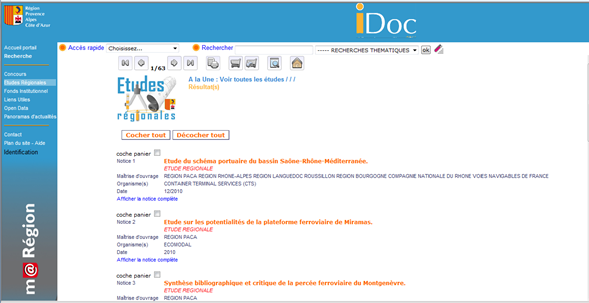 Région
Provence
Alpes
Côte d'Azur
iDoc
Accueil portail
Recherche
Concours
Etudes Régionales
Fonds Institutionnel
Liens Utiles
Open Data
Panoramas d'actualités
Contact
Plan du site - Aide
Identification
m@Région
Accès rapide Choisissez...
Rechercher ----- RECHERCHES THEMATIQUES ok
1/63
Etudes
régionales
A la Une : Voir toutes les études / / /
Résultat(s)
Cocher tout Décocher tout
coche panier
Notice 1 Etude du schéma portuaire du bassin Saône-Rhône-Méditerranée.
ETUDE REGIONALE
Maîtrise d'ouvrage REGION PACA REGION RHONE-ALPES REGION LANGUEDOC ROUSSILLON REGION BOURGOGNE COMPAGNIE NATIONALE DU RHONE VOIES NAVIGABLES DE FRANCE
Organisme(s) CONTAINER TERMINAL SERVICES (CTS)
Date 12/2010
Afficher la notice complète
coche panier
Notice 2 Etude sur les potentialités de la plateforme ferroviaire de Miramas.
ETUDE REGIONALE
Maîtrise d'ouvrage REGION PACA
Organisme(s) ECOMODAL
Date 2010
Afficher la notice complète
coche panier
Notice 3 Synthèse bibliographique et critique de la percée ferroviaire du Montgenèvre.
ETUDE REGIONALE
Maîtrise d'ouvrage REGION PACA